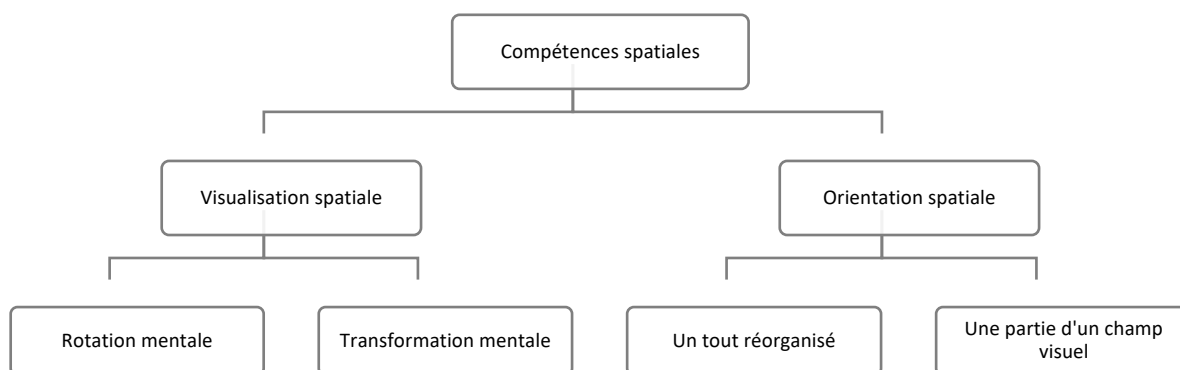 Compétences spatiales
Visualisation spatiale
Orientation spatiale
Rotation mentale
Transformation mentale
Un tout réorganisé
Une partie d'un champ
visuel